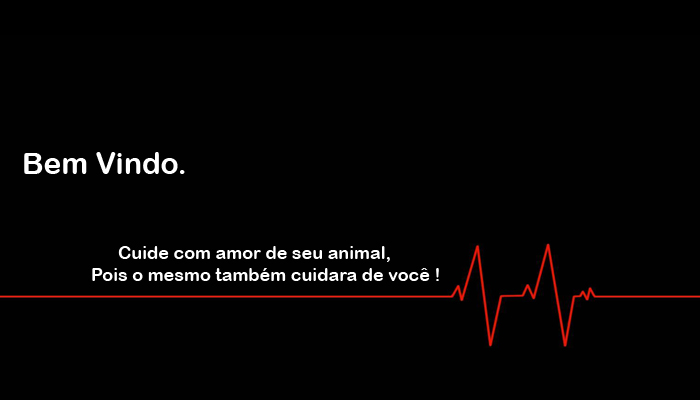 Bem Vindo.
Cuide com amor de seu animal,
Pois o mesmo também cuidara de você !